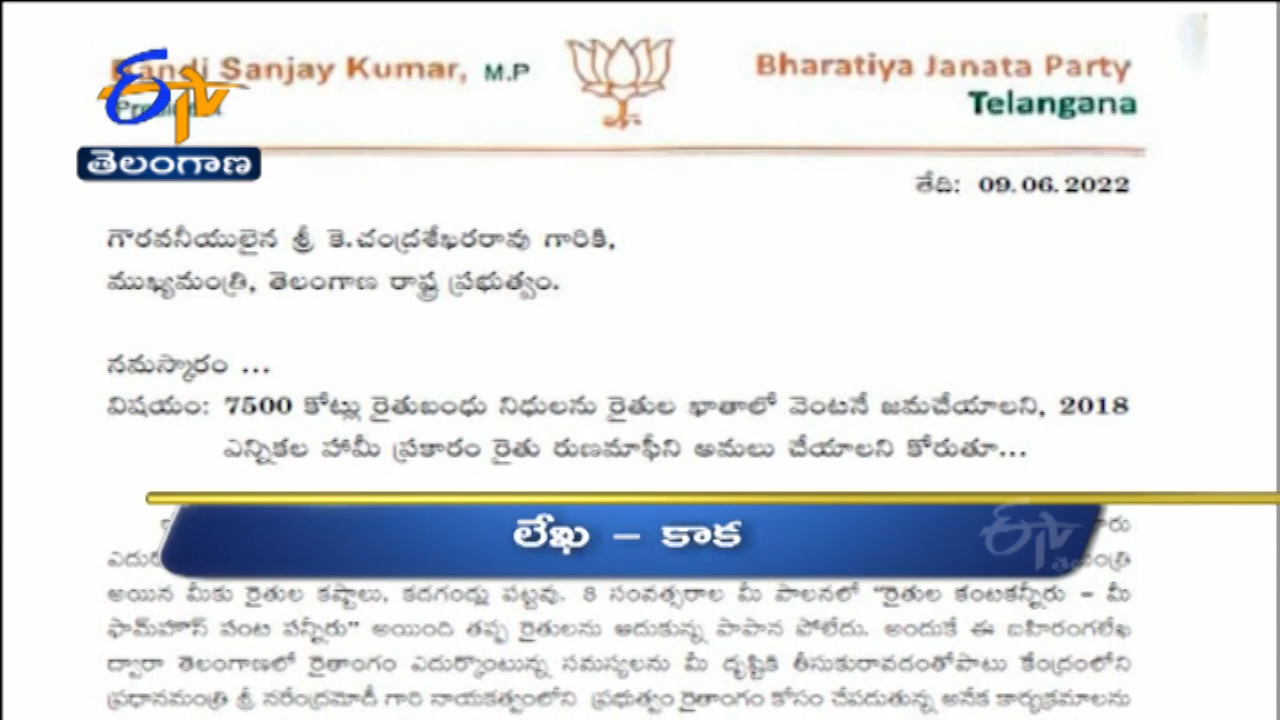 Bandi Sanjay Kumar, M.P
Bharatiya Janata Party
Telangana
ETV
తెలంగాణ
తేది: 09.06.2022
గౌరవనీయులైన శ్రీ కె.చంద్రశేఖరరావు గారికి,
ముఖ్యమంత్రి, తెలంగాణ రాష్ట్ర ప్రభుత్వం.
నమస్కారం ...
విషయం: 7500 కోట్లు రైతుబంధు నిధులను రైతుల ఖాతాలో వెంటనే జమచేయాలని, 2018
ఎన్నికల హామీ ప్రకారం రైతు రుణమాఫీని అమలు చేయాలని కోరుతూ...
లేఖ – కాక
అయిన మీకు రైతుల కష్టాలు, కడగండ్లు పట్టవు. 8 సంవత్సరాల మీ పాలనలో “రైతుల కంటకన్నీరు – మీ
ఫామ్‌హౌస్ పంట పన్నీరు” అయింది తప్ప రైతులను ఆదుకున్న పాపాన పోలేదు. అందుకే ఈ బహిరంగలేఖ
ద్వారా తెలంగాణలో రైతాంగం ఎదుర్కొంటున్న సమస్యలను మీ దృష్టికి తీసుకురావడంతోపాటు కేంద్రంలోని
ప్రధానమంత్రి శ్రీ నరేంద్రమోడీ గారి నాయకత్వంలోని ప్రభుత్వం రైతాంగం కోసం చేపడుతున్న అనేక కార్యక్రమాలను